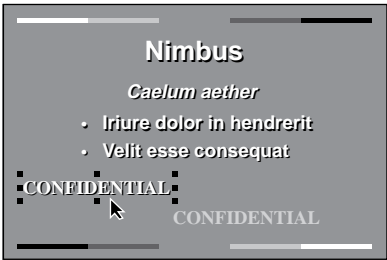 Nimbus
Caelum aether
• Iriure dolor in hendrerit
• Velit esse consequat
CONFIDENTIAL
CONFIDENTIAL